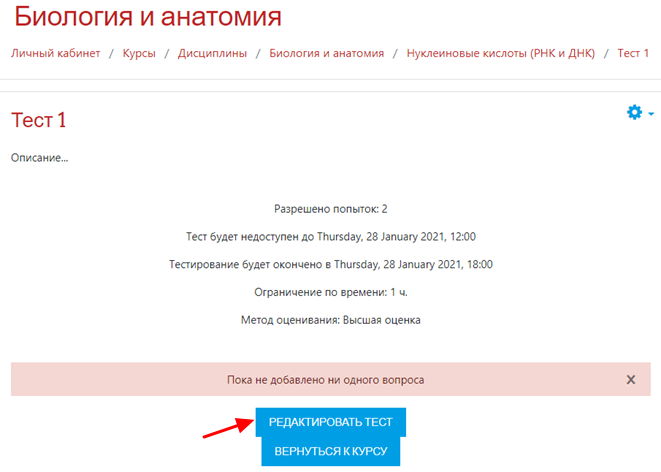 Биология и анатомия
Личный кабинет / Курсы / Дисциплины / Биология и анатомия / Нуклеиновые кислоты (РНК и ДНК) / Тест 1
Тест 1
Описание...
Разрешено попыток: 2
Тест будет недоступен до Thursday, 28 January 2021, 12:00
Тестирование будет окончено в Thursday, 28 January 2021, 18:00
Ограничение по времени: 1 ч.
Метод оценивания: Высшая оценка
Пока не добавлено ни одного вопроса
РЕДАКТИРОВАТЬ ТЕСТ
ВЕРНУТЬСЯ К КУРСУ